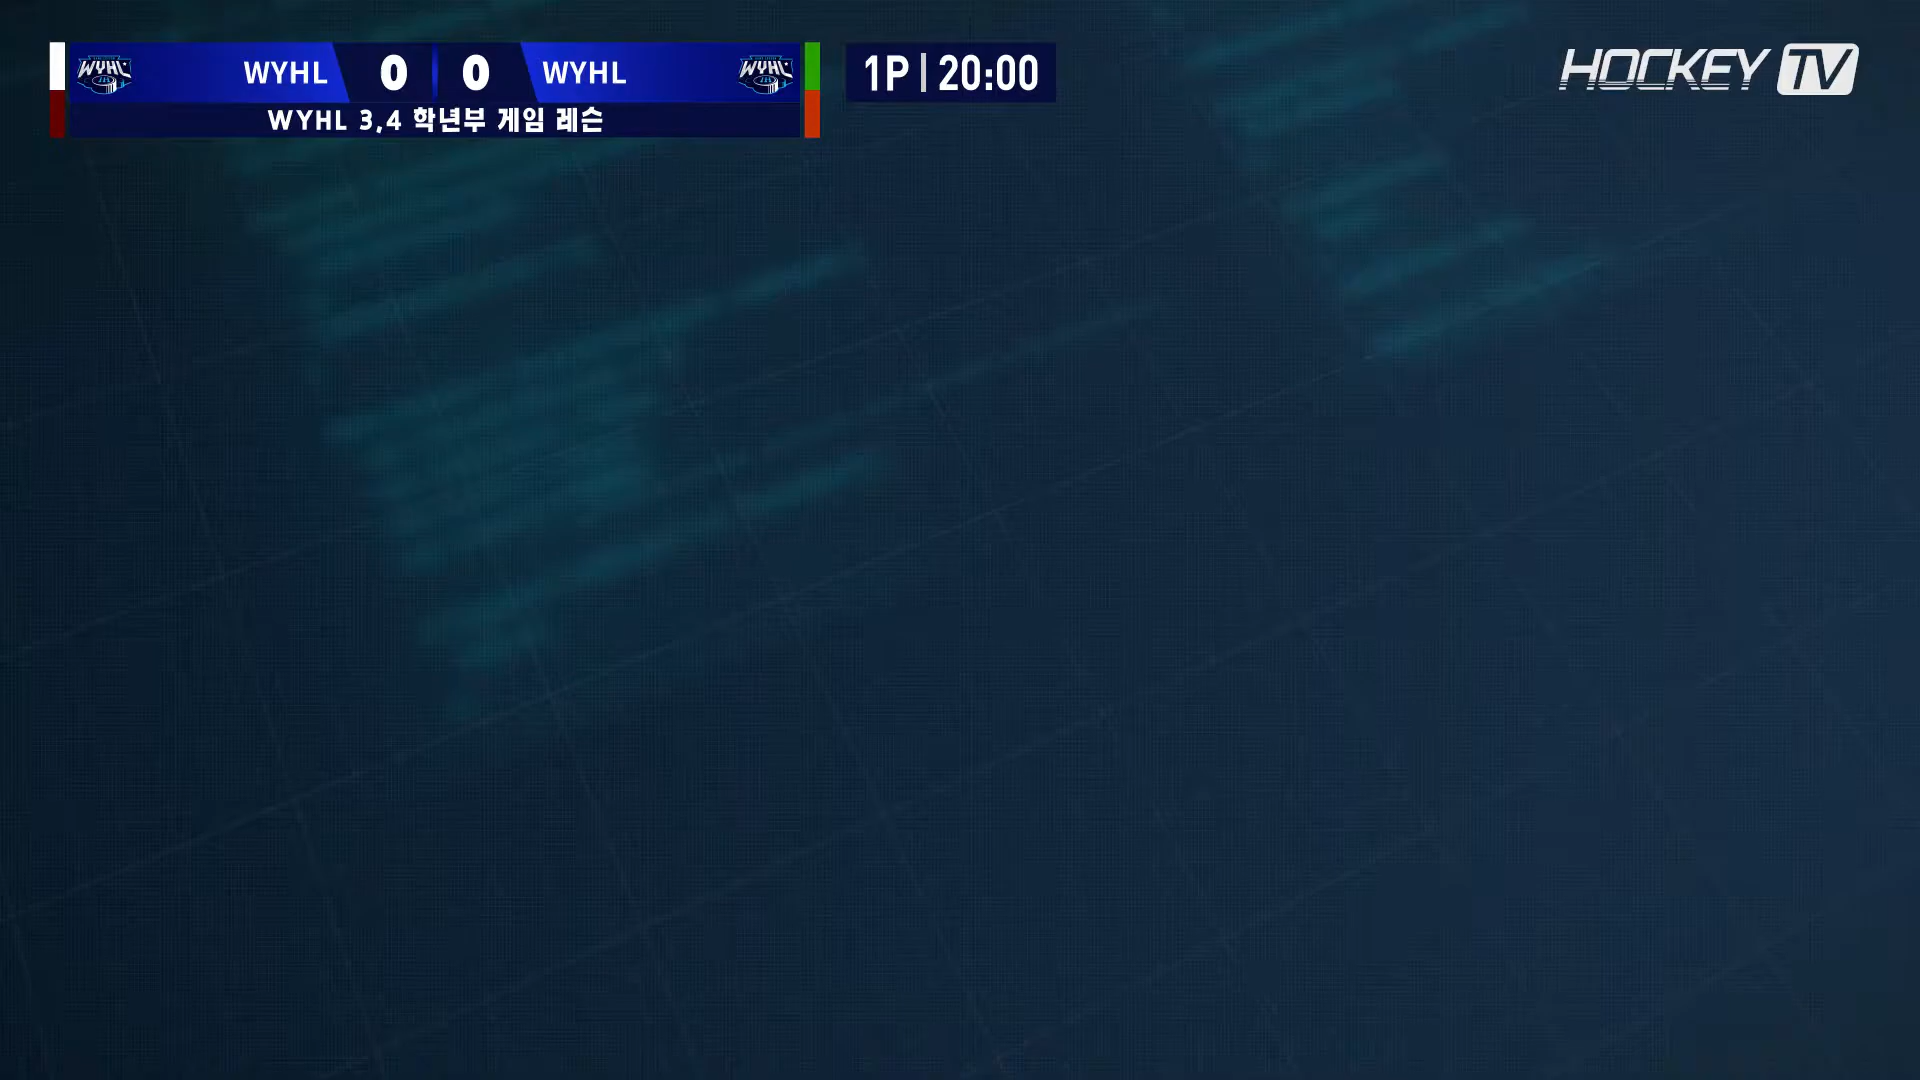 WYHL 0 0 WYHL
WYHL 3,4 학년부 게임 레슨
1P | 20:00
HOCKEY TV
WYHL
WYHL